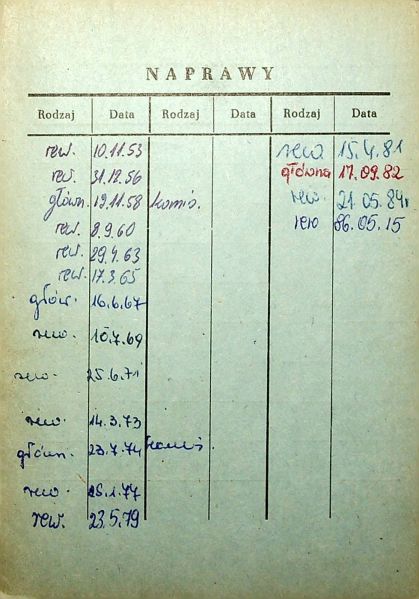 NAPRAWY
Rodzaj Data Rodzaj Data Rodzaj Data
rew. 10.11.53
rew. 31.12.56
główn. 19.11.58 komis.
rew. 8.9.60
rew. 29.4.63
rew. 17.3.65
głów. 16.6.67
rew. 10.7.69
rew. 25.6.71
rew. 14.3.73
główn. 23.7.74 komis.
rew. 25.1.77
rew. 23.5.79
rewo 15.4.81
główna 17.09.82
rew. 21.05.84r
rew 86.05.15